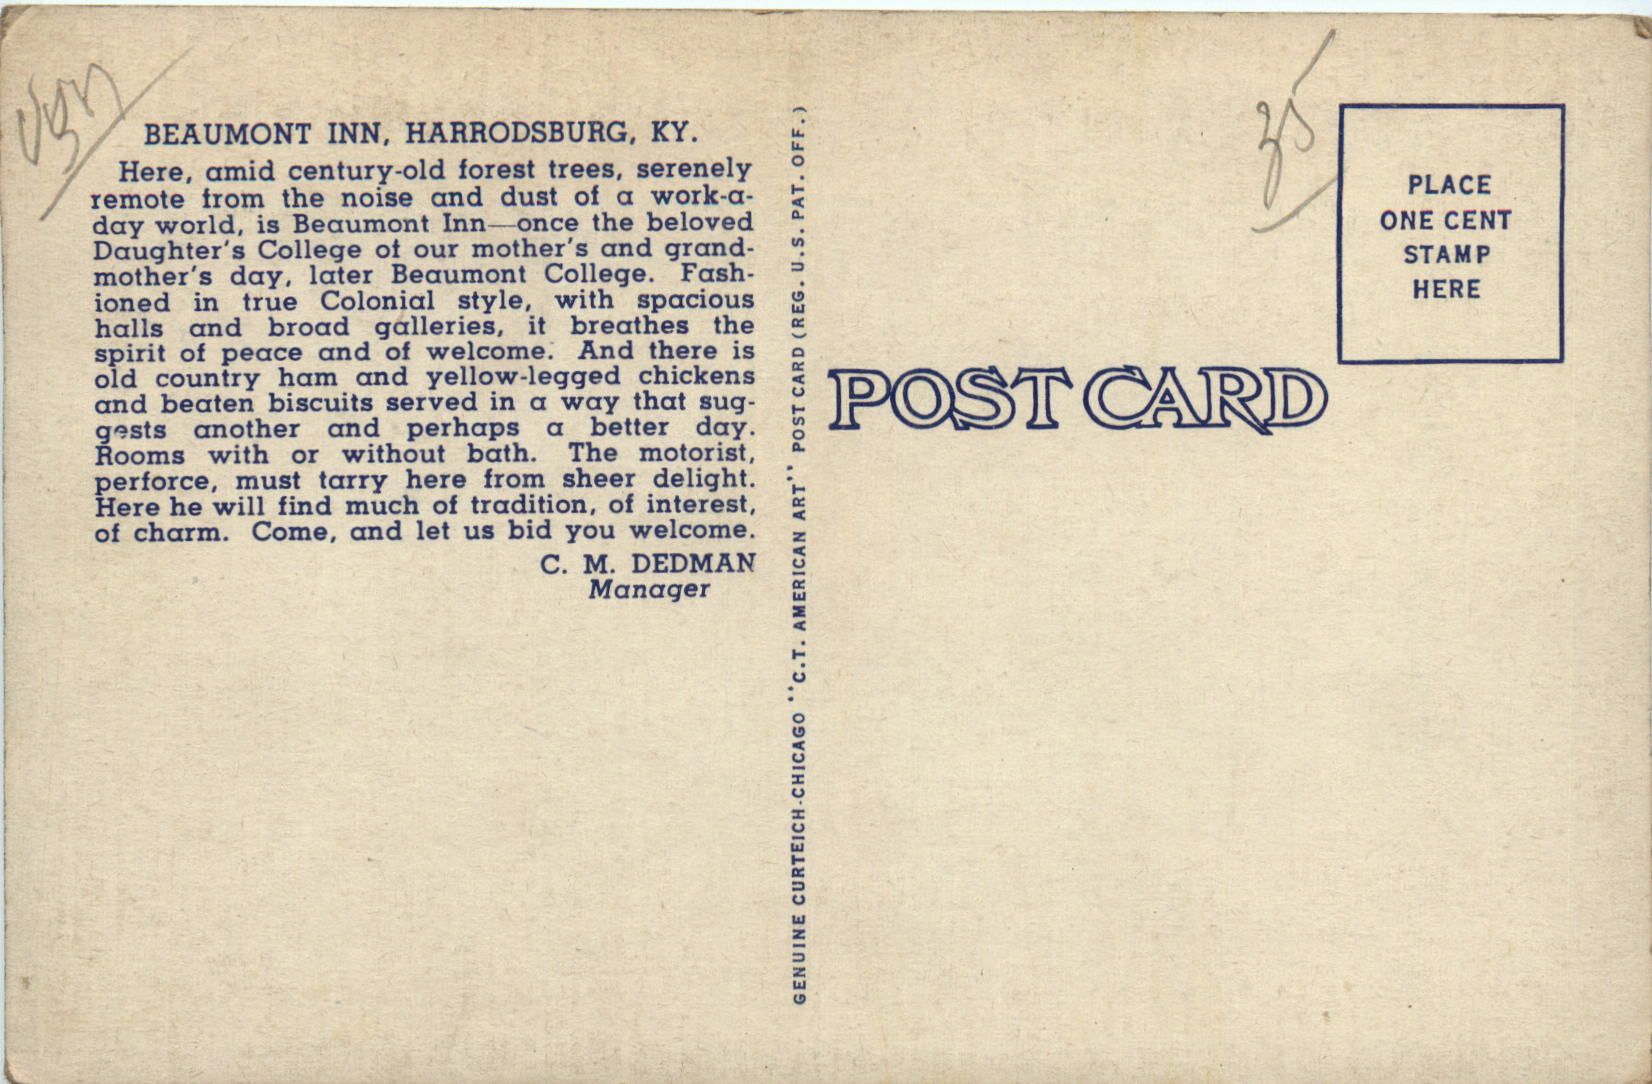 BEAUMONT INN, HARRODSBURG, KY.
Here, amid century-old forest trees, serenely
remote from the noise and dust of a work-a-
day world, is Beaumont Inn—once the beloved
Daughter's College of our mother's and grand-
mother's day, later Beaumont College. Fash-
ioned in true Colonial style, with spacious
halls and broad galleries, it breathes the
spirit of peace and of welcome. And there is
old country ham and yellow-legged chickens
and beaten biscuits served in a way that sug-
gests another and perhaps a better day.
Rooms with or without bath. The motorist,
perforce, must tarry here from sheer delight.
Here he will find much of tradition, of interest,
of charm. Come, and let us bid you welcome.
C. M. DEDMAN
Manager
GENUINE CURTEICH-CHICAGO "C.T. AMERICAN ART" POST CARD (REG. U.S. PAT. OFF.)
POST CARD
35
PLACE
ONE CENT
STAMP
HERE